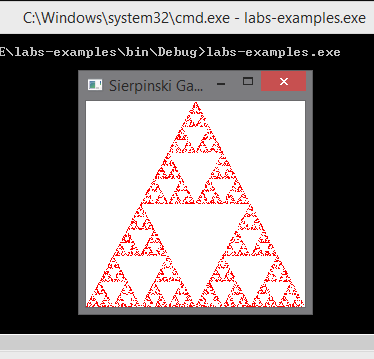 C:\Windows\system32\cmd.exe - labs-examples.exe
E\labs-examples\bin\Debug>labs-examples.exe
Sierpinski Ga...